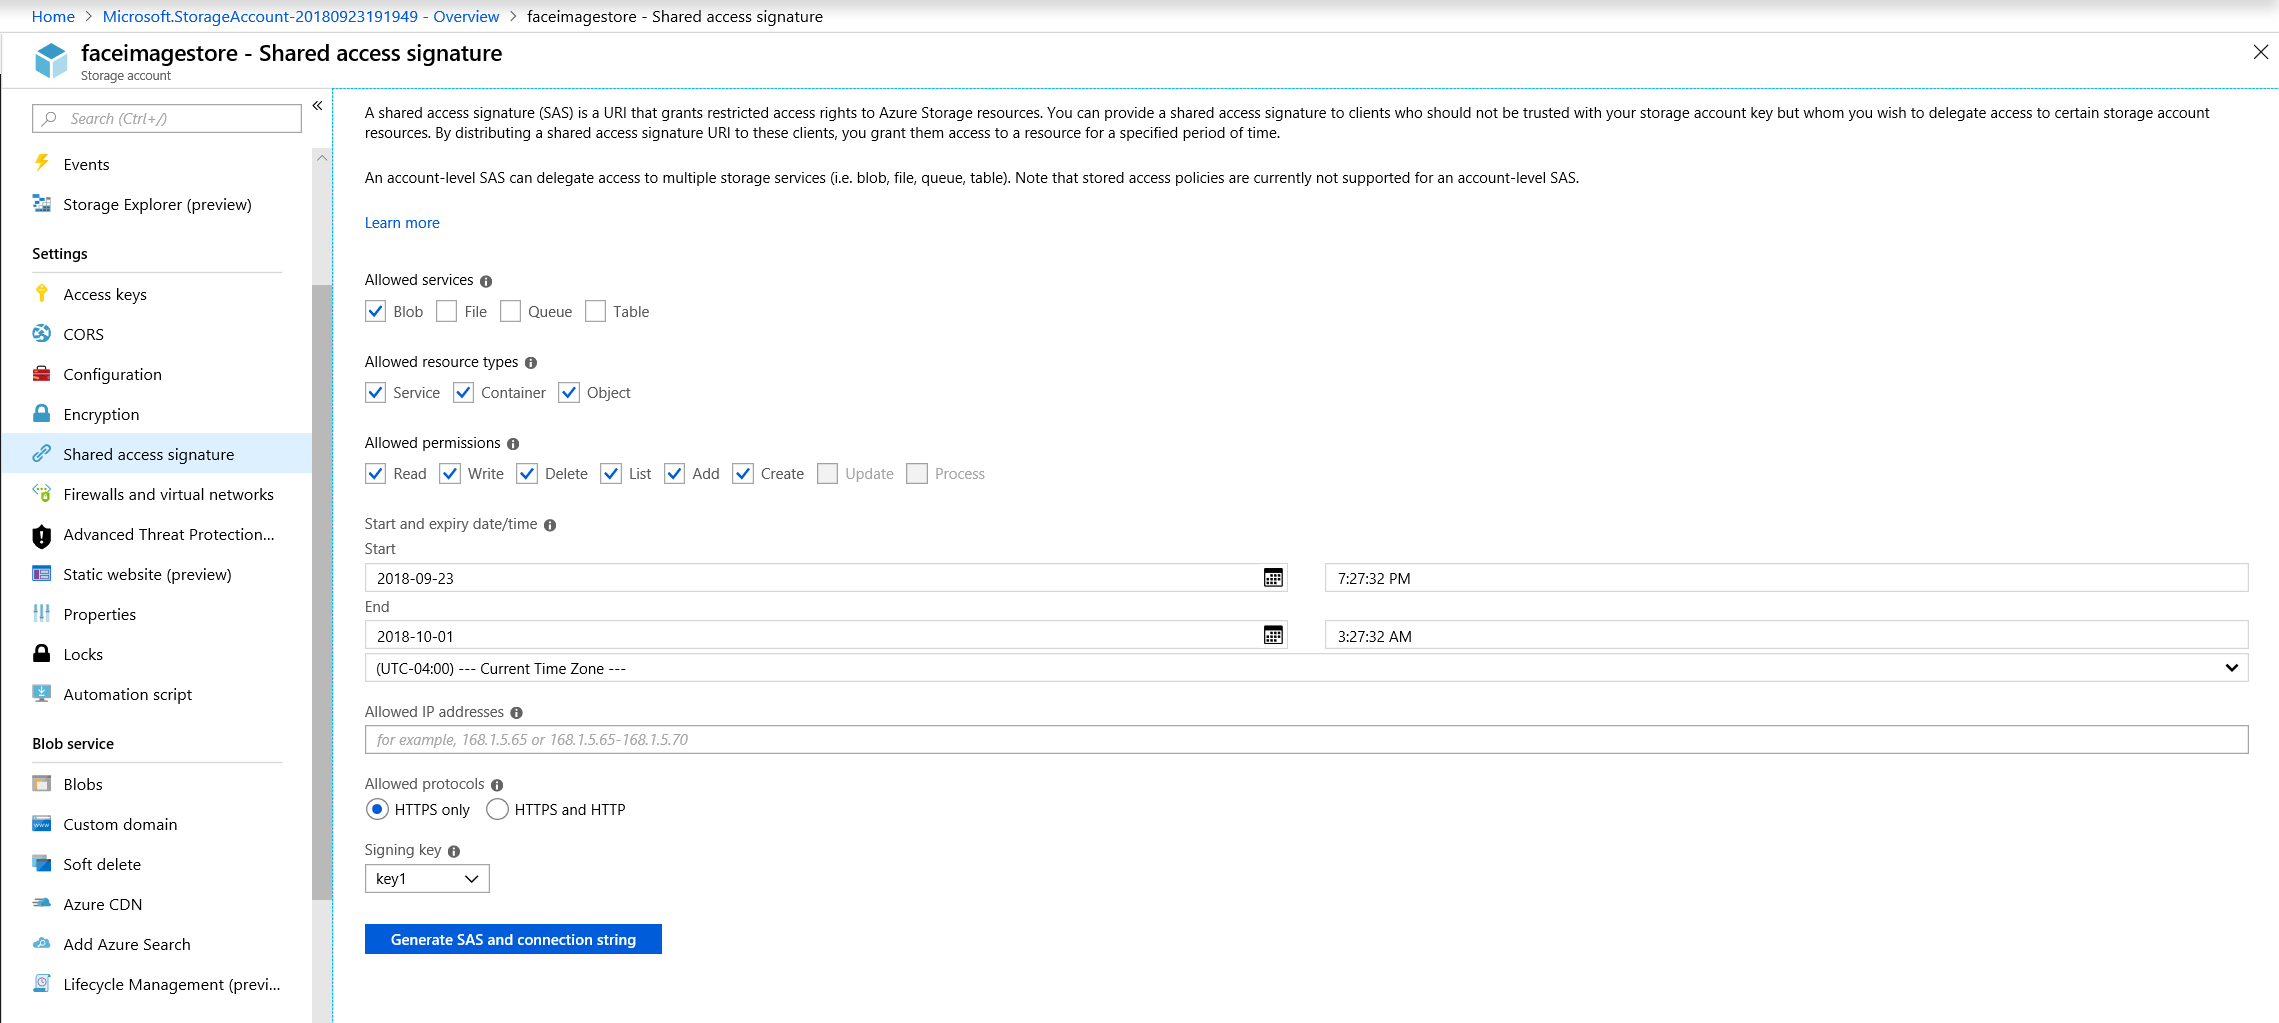 Home > Microsoft.StorageAccount-20180923191949 - Overview > faceimagestore - Shared access signature
faceimagestore - Shared access signature
Storage account
Search (Ctrl+/)
Events
Storage Explorer (preview)
Settings
Access keys
CORS
Configuration
Encryption
Shared access signature
Firewalls and virtual networks
Advanced Threat Protection...
Static website (preview)
Properties
Locks
Automation script
Blob service
Blobs
Custom domain
Soft delete
Azure CDN
Add Azure Search
Lifecycle Management (previ...
A shared access signature (SAS) is a URI that grants restricted access rights to Azure Storage resources. You can provide a shared access signature to clients who should not be trusted with your storage account key but whom you wish to delegate access to certain storage account
resources. By distributing a shared access signature URI to these clients, you grant them access to a resource for a specified period of time.
An account-level SAS can delegate access to multiple storage services (i.e. blob, file, queue, table). Note that stored access policies are currently not supported for an account-level SAS.
Learn more
Allowed services
Blob File Queue Table
Allowed resource types
Service Container Object
Allowed permissions
Read Write Delete List Add Create Update Process
Start and expiry date/time
Start
2018-09-23 7:27:32 PM
End
2018-10-01 3:27:32 AM
(UTC-04:00) --- Current Time Zone ---
Allowed IP addresses
for example, 168.1.5.65 or 168.1.5.65-168.1.5.70
Allowed protocols
HTTPS only HTTPS and HTTP
Signing key
key1
Generate SAS and connection string